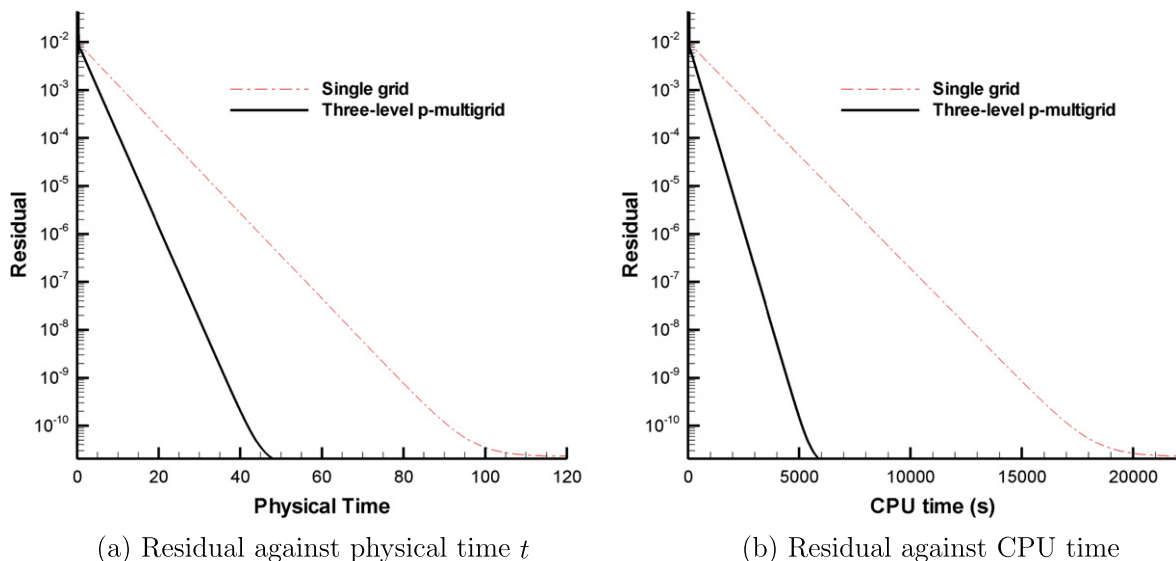 10-2
10-3
10-4
10-5
10-6
10-7
10-8
10-9
10-10
Residual
Single grid
Three-level p-multigrid
0 20 40 60 80 100 120
Physical Time
(a) Residual against physical time t
10-2
10-3
10-4
10-5
10-6
10-7
10-8
10-9
10-10
Residual
Single grid
Three-level p-multigrid
0 5000 10000 15000 20000
CPU time (s)
(b) Residual against CPU time